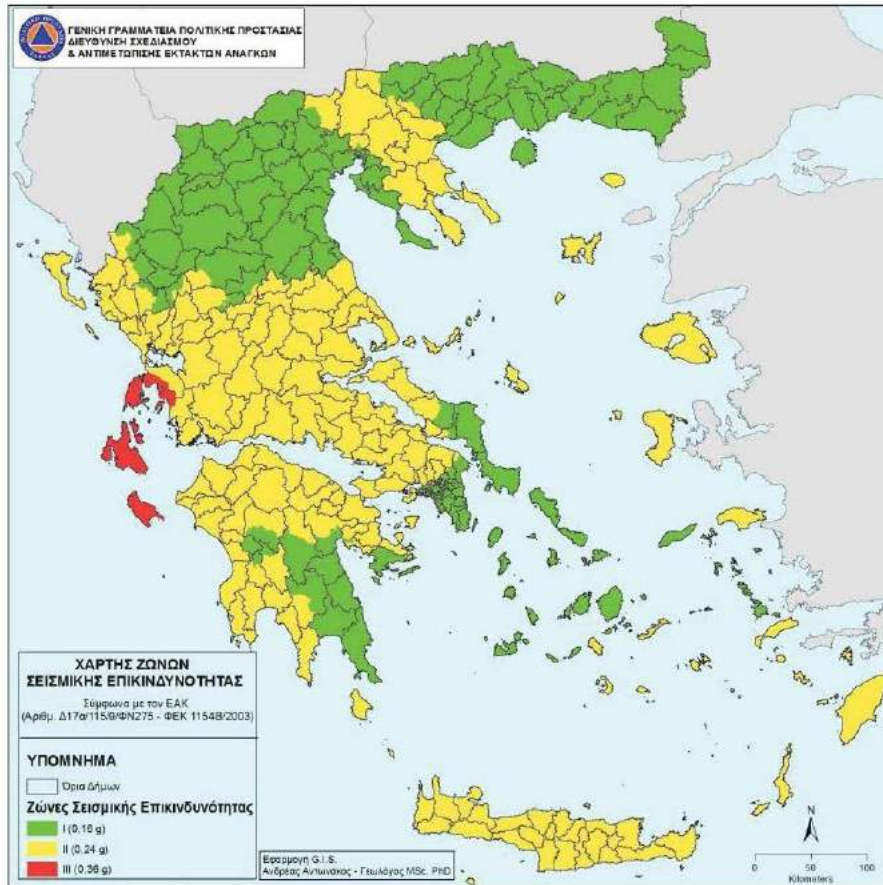 ΓΕΝΙΚΗ ΓΡΑΜΜΑΤΕΙΑ ΠΟΛΙΤΙΚΗΣ ΠΡΟΣΤΑΣΙΑΣ
ΔΙΕΥΘΥΝΣΗ ΣΧΕΔΙΑΣΜΟΥ
& ΑΝΤΙΜΕΤΩΠΙΣΗΣ ΕΚΤΑΚΤΩΝ ΑΝΑΓΚΩΝ
ΧΑΡΤΗΣ ΖΩΝΩΝ
ΣΕΙΣΜΙΚΗΣ ΕΠΙΚΙΝΔΥΝΟΤΗΤΑΣ
Σύμφωνα με τον ΕΑΚ
(Αριθμ. Δ17α/115/9/ΦΝ275 - ΦΕΚ 1154Β/2003)
ΥΠΟΜΝΗΜΑ
Όρια Δήμων
Ζώνες Σεισμικής Επικινδυνότητας
I (0,16 g)
II (0,24 g)
III (0,36 g)
Εφαρμογή G.I.S.
Ανδρέας Αντωνάκος - Γεωλόγος MSc. PhD
N
0 50 100
Kilometers